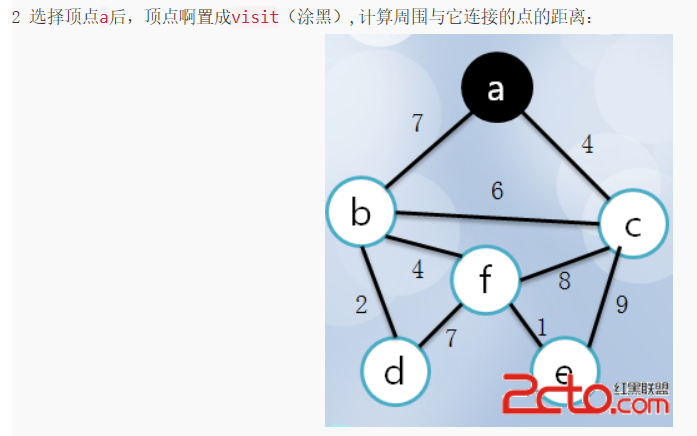 2 选择顶点a后，顶点啊置成visit（涂黑）,计算周围与它连接的点的距离：
a
7
4
6
b
c
4
f
8
2
9
7
1
d
e
红黑联盟
2cto.com